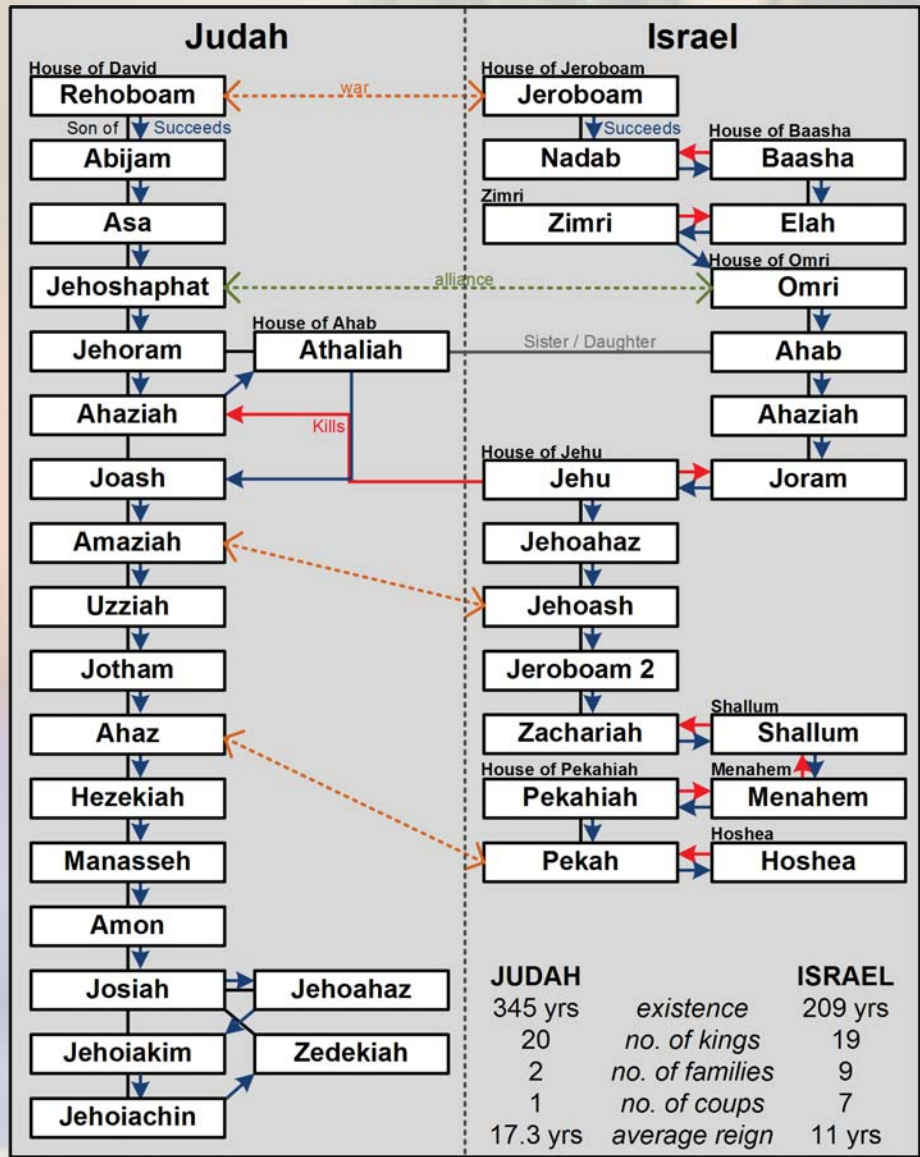 Judah
House of David
Rehoboam
Son of Succeeds
Abijam
Asa
Jehoshaphat
House of Ahab
Jehoram
Athaliah
Ahaziah
Kills
Joash
Amaziah
Uzziah
Jotham
Ahaz
Hezekiah
Manasseh
Amon
Josiah
Jehoahaz
Jehoiakim
Zedekiah
Jehoiachin
war
alliance
Sister / Daughter
Israel
House of Jeroboam
Jeroboam
Succeeds
House of Baasha
Nadab
Baasha
Zimri
Zimri
Elah
House of Omri
Omri
Ahab
Ahaziah
House of Jehu
Jehu
Joram
Jehoahaz
Jehoash
Jeroboam 2
Shallum
Zachariah
Shallum
House of Pekahiah
Menahem
Pekahiah
Menahem
Hoshea
Pekah
Hoshea
JUDAH ISRAEL
345 yrs existence 209 yrs
20 no. of kings 19
2 no. of families 9
1 no. of coups 7
17.3 yrs average reign 11 yrs